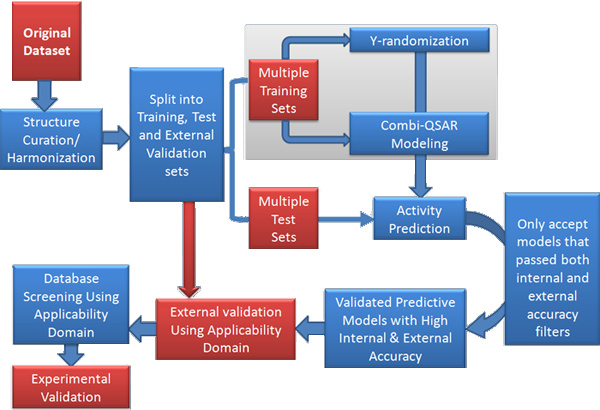 Original
Dataset
Structure
Curation/
Harmonization
Split into
Training, Test
and External
Validation
sets
Multiple
Training
Sets
Y-randomization
Combi-QSAR
Modeling
Multiple
Test
Sets
Activity
Prediction
Only accept
models that
passed both
internal and
external
accuracy
filters
Validated Predictive
Models with High
Internal & External
Accuracy
External validation
Using Applicability
Domain
Database
Screening Using
Applicability
Domain
Experimental
Validation